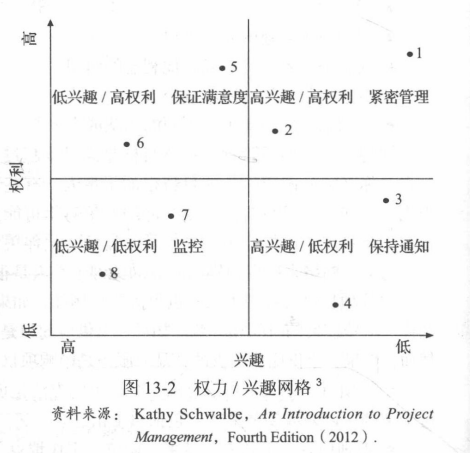 高
1
5
低兴趣 / 高权利 保证满意度 高兴趣 / 高权利 紧密管理
2
6
权利
3
7
低兴趣 / 低权利 监控 高兴趣 / 低权利 保持通知
8
4
低
高 兴趣 低
图 13-2 权力 / 兴趣网格 3
资料来源: Kathy Schwalbe, An Introduction to Project
Management, Fourth Edition (2012).